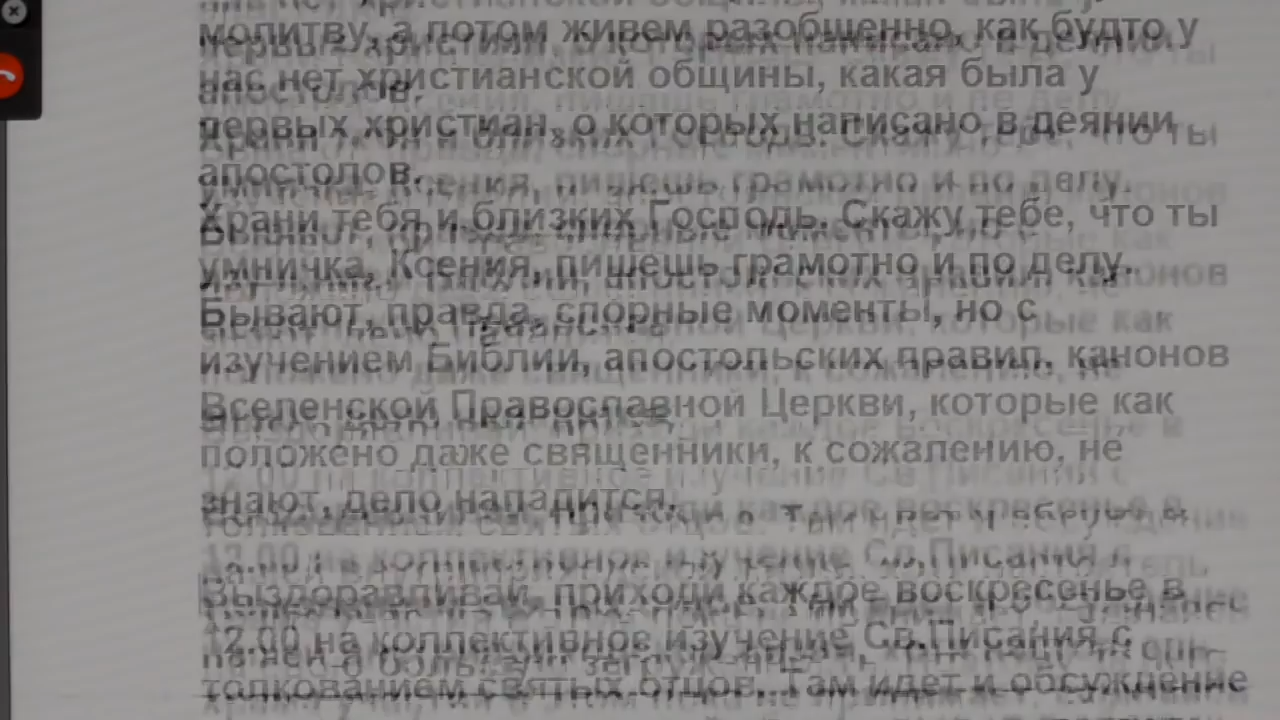 молитву, а потом живем разобщенно, как будто у
нас нет христианской общины, какая была у
первых христиан, о которых написано в деянии
апостолов.
Храни тебя и близких Господь. Скажу тебе, что ты
умничка, Ксения, пишешь грамотно и по делу.
Бывают, правда, спорные моменты, но с
изучением Библии, апостольских правил, канонов
Вселенской Православной Церкви, которые как
положено даже священники, к сожалению, не
знают, дело наладится.
Выздоравливай, приходи каждое воскресенье в
12.00 на коллективное изучение Св.Писания с
толкованием святых отцов. Там идет и обсуждение